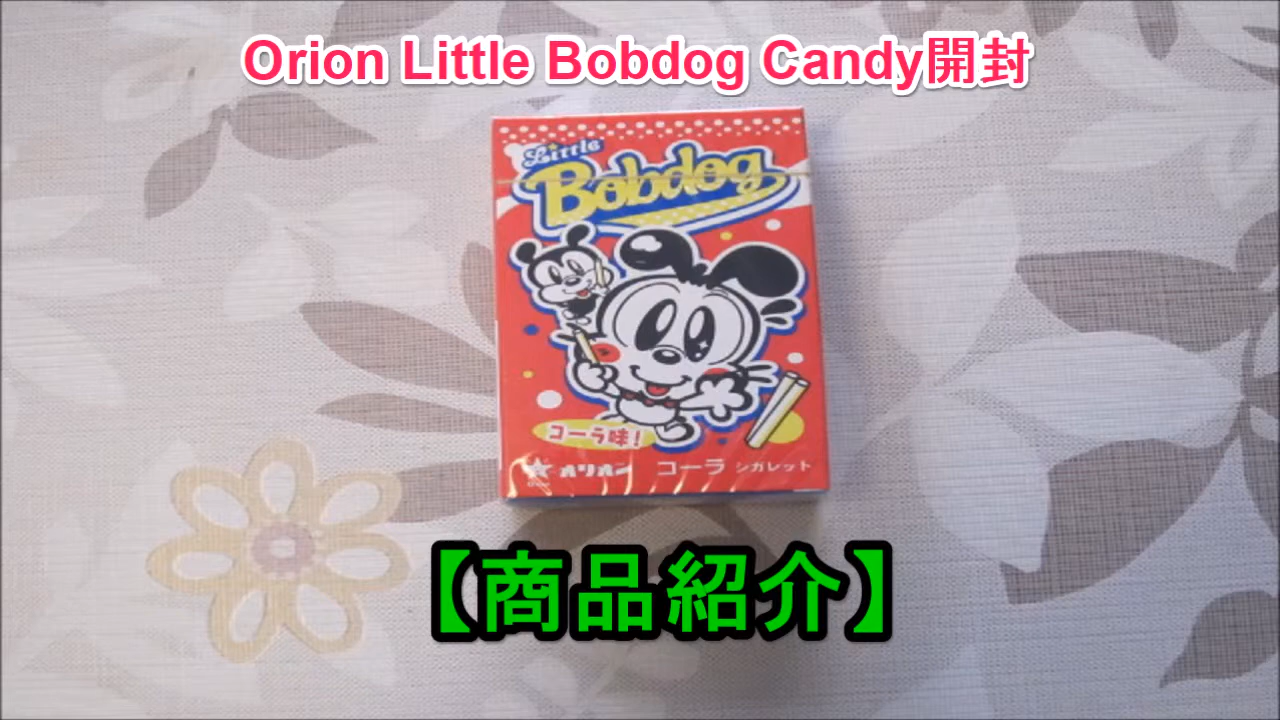 Orion Little Bobdog Candy開封
Little
Bobdog
コーラ味!
オリオン コーラ シガレット
【商品紹介】